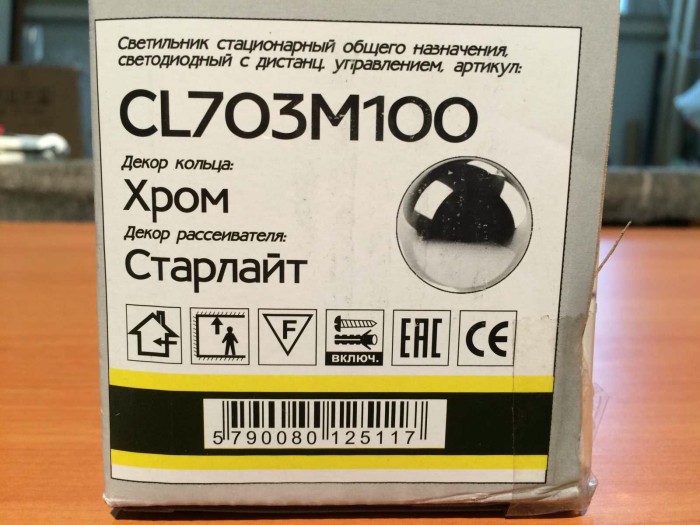 Светильник стационарный общего назначения,
светодиодный с дистанц. управлением, артикул:
CL703M100
Декор кольца:
Хром
Декор рассеивателя:
Старлайт
F
F
ВКЛЮЧ.
EAC
CE
5 790080 125117